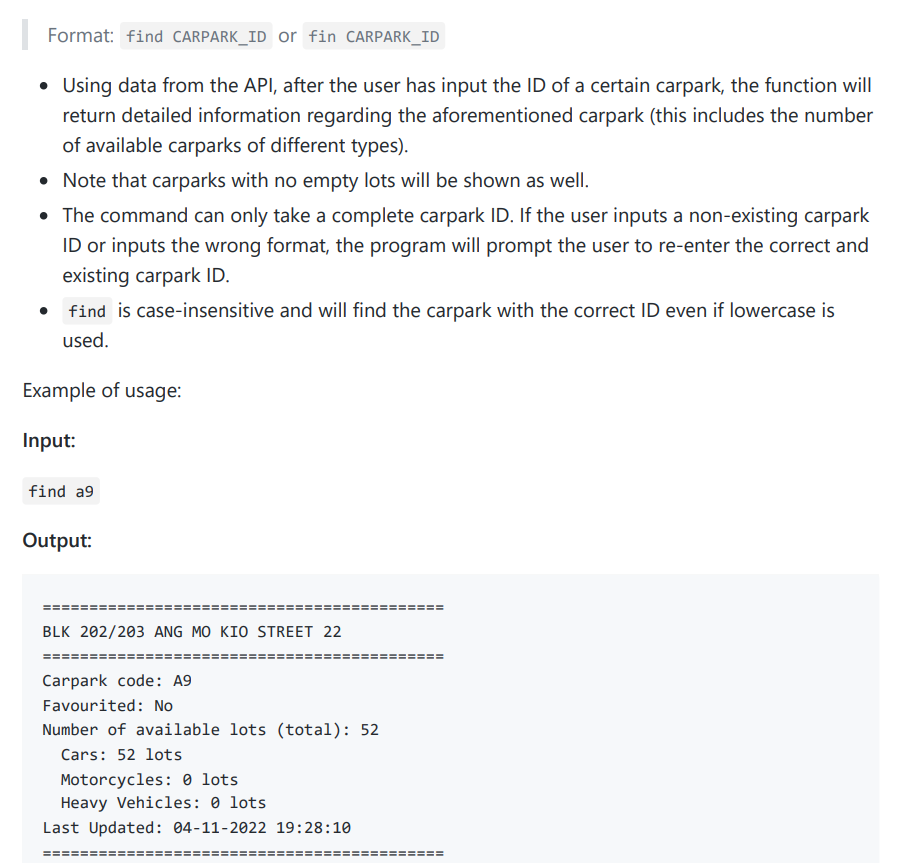 Format: find CARPARK_ID or fin CARPARK_ID
• Using data from the API, after the user has input the ID of a certain carpark, the function will
return detailed information regarding the aforementioned carpark (this includes the number
of available carparks of different types).
• Note that carparks with no empty lots will be shown as well.
• The command can only take a complete carpark ID. If the user inputs a non-existing carpark
ID or inputs the wrong format, the program will prompt the user to re-enter the correct and
existing carpark ID.
• find is case-insensitive and will find the carpark with the correct ID even if lowercase is
used.
Example of usage:
Input:
find a9
Output:
===========================================
BLK 202/203 ANG MO KIO STREET 22
===========================================
Carpark code: A9
Favourited: No
Number of available lots (total): 52
  Cars: 52 lots
  Motorcycles: 0 lots
  Heavy Vehicles: 0 lots
Last Updated: 04-11-2022 19:28:10
===========================================